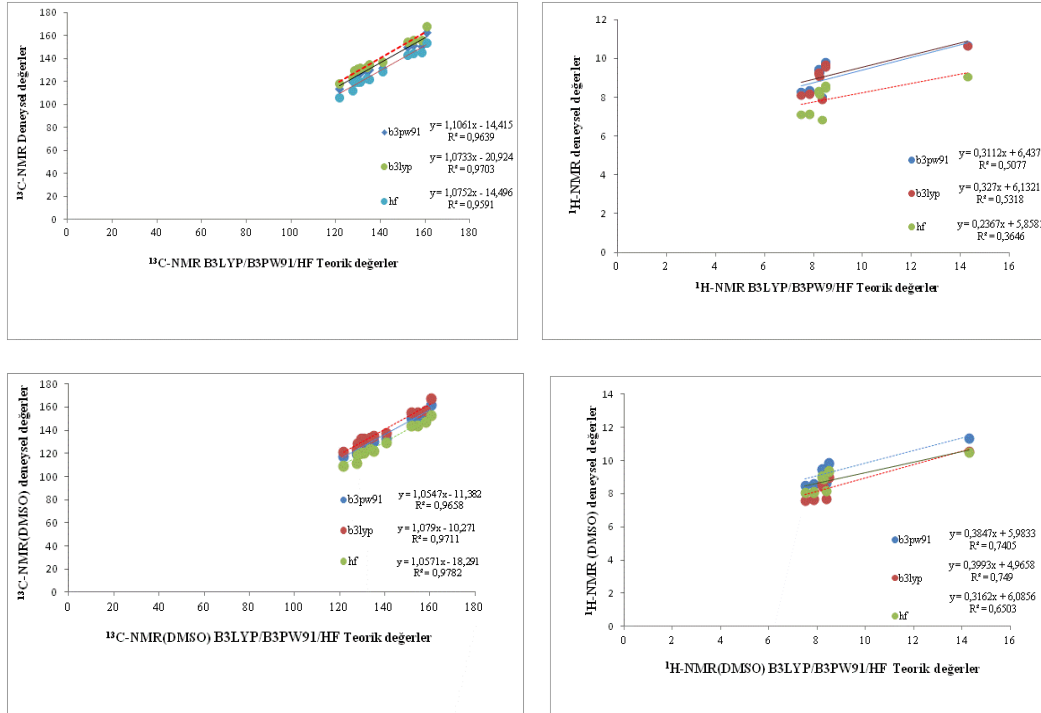 180
160
140
120
100
80
60
40
20
0
¹³C-NMR Deneysel değerler
b3pw91 y= 1,1061x - 14,415
R² = 0,9639
b3lyp y= 1,0733x - 20,924
R² = 0,9703
hf y= 1,0752x - 14,496
R² = 0,9591
0 20 40 60 80 100 120 140 160 180
¹³C-NMR B3LYP/B3PW91/HF Teorik değerler
12
10
8
6
4
2
0
¹H-NMR deneysel değerler
b3pw91 y= 0,3112x + 6,437
R² = 0,5077
b3lyp y= 0,327x + 6,1321
R² = 0,5318
hf y= 0,2367x + 5,858
R² = 0,3646
0 2 4 6 8 10 12 14 16
¹H-NMR B3LYP/B3PW9/HF Teorik değerler
180
160
140
120
100
80
60
40
20
0
¹³C-NMR(DMSO) deneysel değerler
b3pw91 y= 1,0547x - 11,382
R² = 0,9658
b3lyp y= 1,079x - 10,271
R² = 0,9711
hf y= 1,0571x - 18,291
R² = 0,9782
0 20 40 60 80 100 120 140 160 180
¹³C-NMR(DMSO) B3LYP/B3PW91/HF Teorik değerler
14
12
10
8
6
4
2
0
¹H-NMR (DMSO) deneysel değerler
b3pw91 y= 0,3847x + 5,9833
R² = 0,7405
b3lyp y= 0,3993x + 4,9658
R² = 0,749
hf y= 0,3162x + 6,0856
R² = 0,6503
0 2 4 6 8 10 12 14 16
¹H-NMR(DMSO) B3LYP/B3PW91/HF Teorik değerler